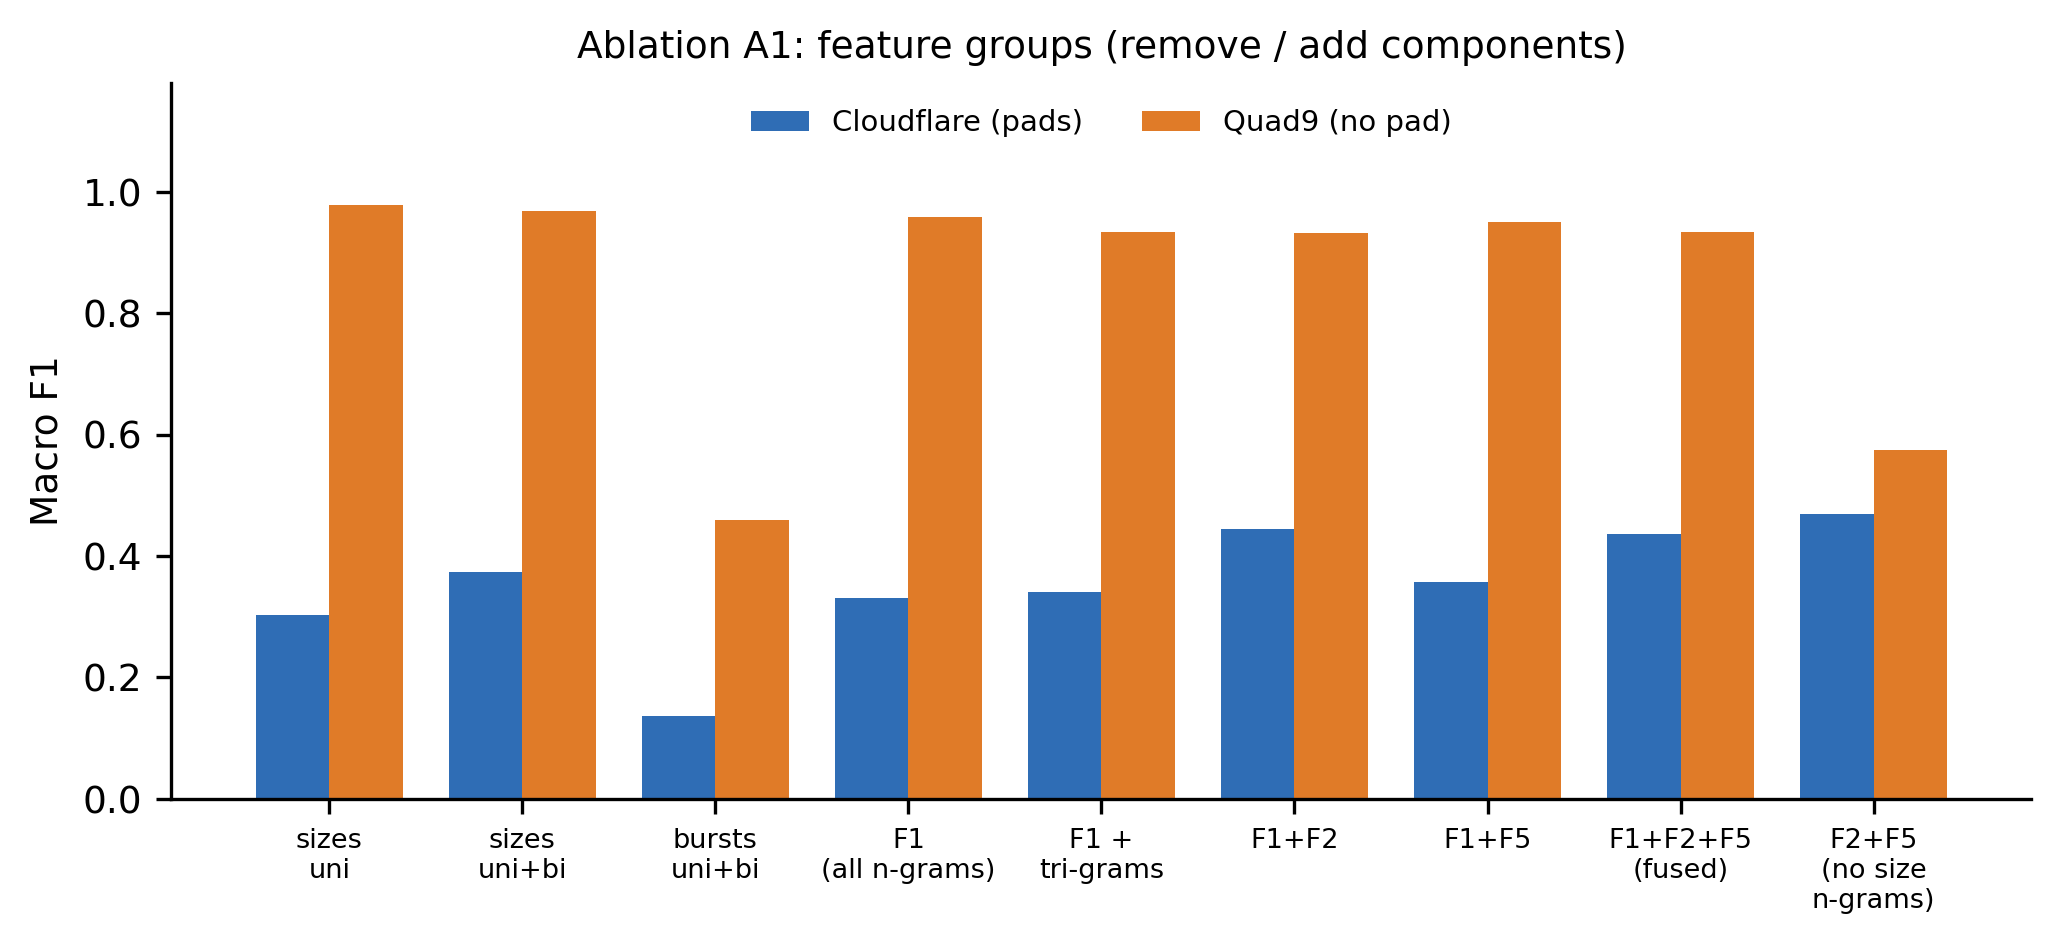 Ablation A1: feature groups (remove / add components)
Cloudflare (pads)
Quad9 (no pad)
Macro F1
1.0
0.8
0.6
0.4
0.2
0.0
sizes
uni
sizes
uni+bi
bursts
uni+bi
F1
(all n-grams)
F1 +
tri-grams
F1+F2
F1+F5
F1+F2+F5
(fused)
F2+F5
(no size
n-grams)